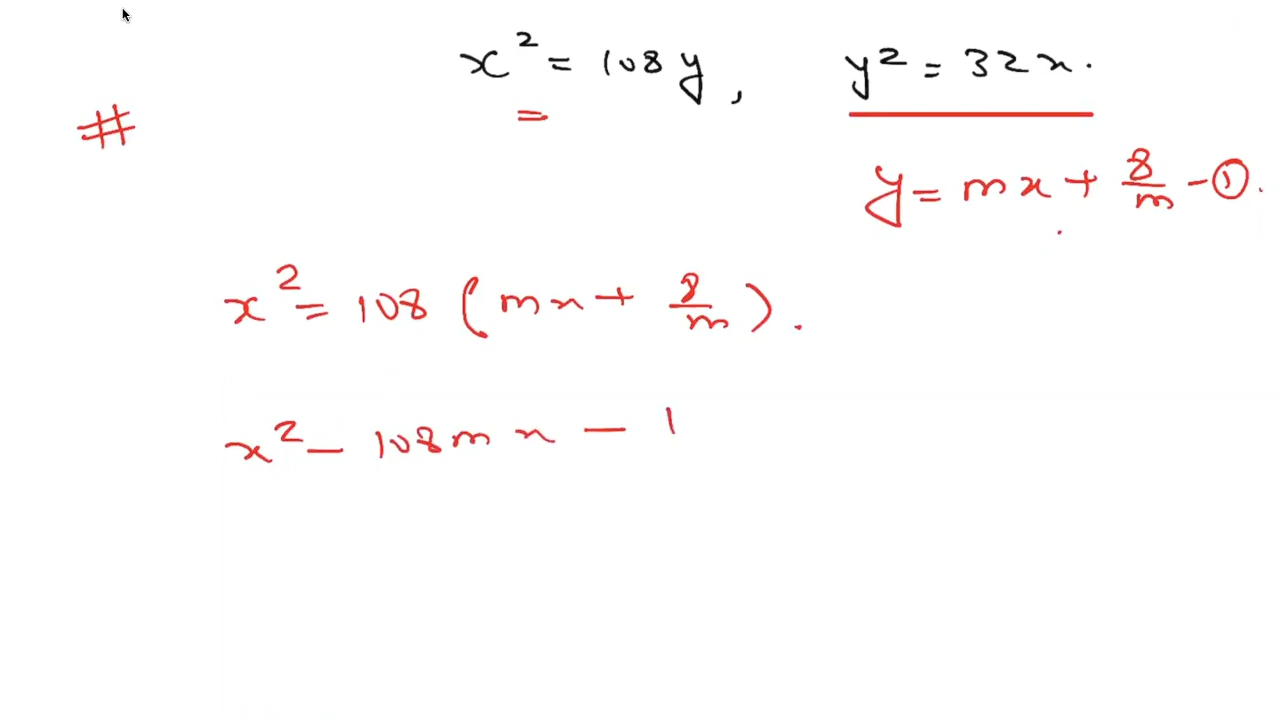 x² = 108y, y² = 32x.
#
y = mx + 8/m - ①.
x² = 108 (mx + 8/m).
x² - 108mx - 1